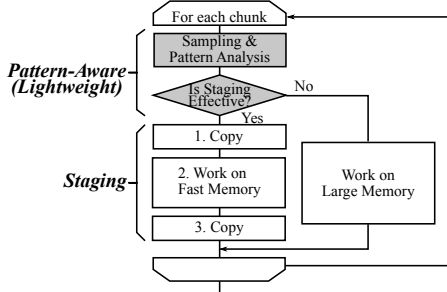 For each chunk
Sampling &
Pattern Analysis
Pattern-Aware
(Lightweight)
Is Staging
Effective?
No
Yes
1. Copy
Staging
2. Work on
Fast Memory
Work on
Large Memory
3. Copy